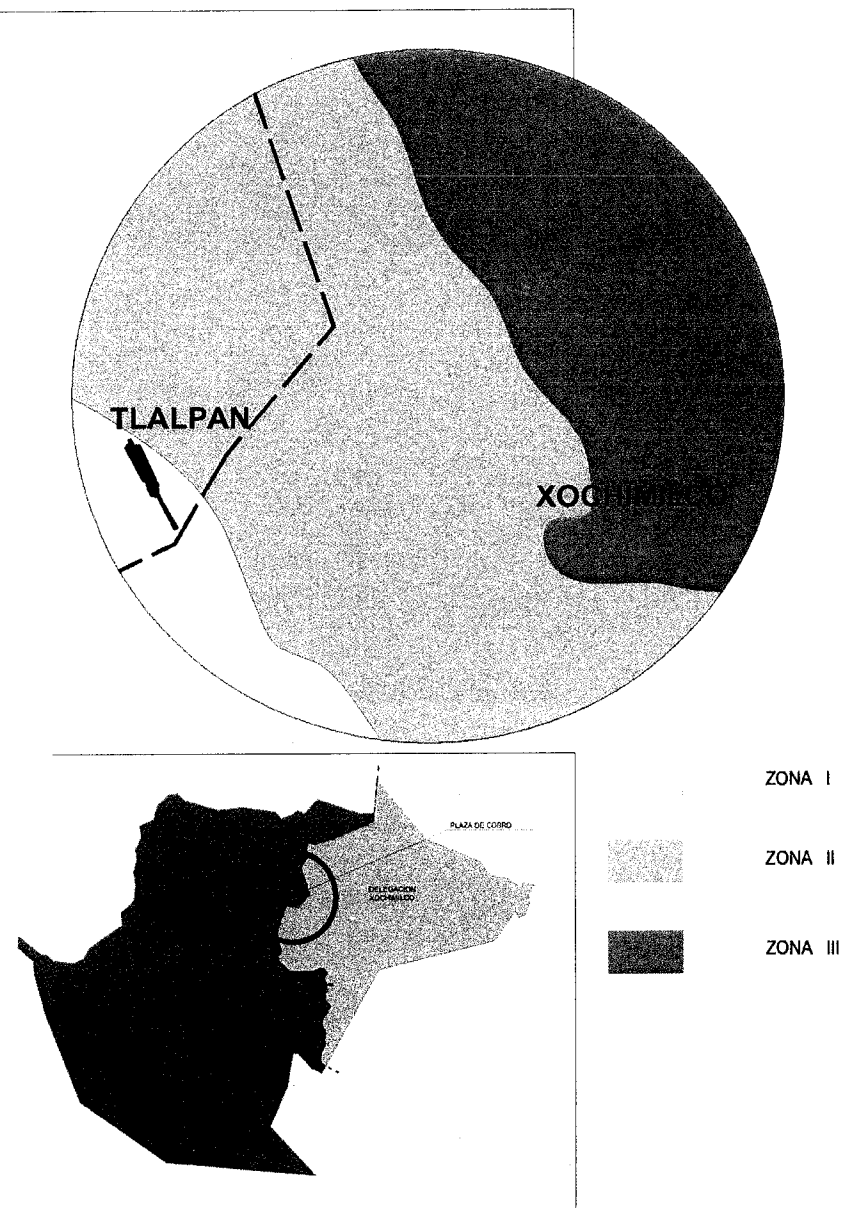 TLALPAN
XOCHIMILCO
ZONA I
PLAZA DE COBRO
ZONA II
DELEGACION
XOCHIMILCO
ZONA III